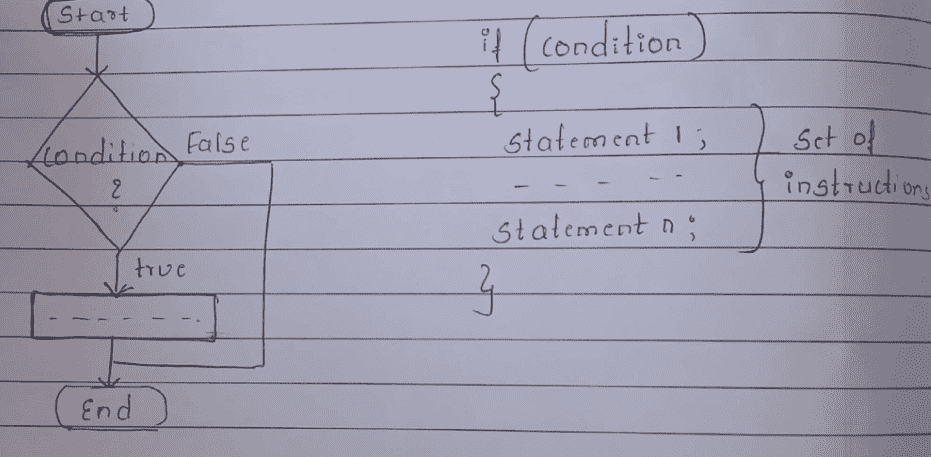 Start
condition
?
False
true
- - - - - -.
End
if (condition)
{
statement 1;
- - - - -
statement n;
}
Set of
instructions